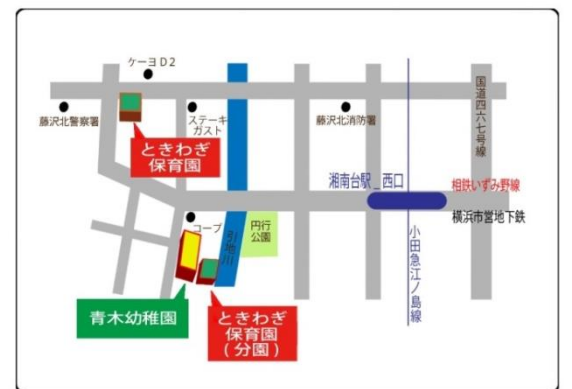 ケーヨD2
藤沢北警察署
ステーキ
ガスト
藤沢北消防署
国道四六七号線
ときわぎ
保育園
湘南台駅_西口
相鉄いずみ野線
横浜市営地下鉄
コープ
円行
公園
引地川
小田急江ノ島線
青木幼稚園
ときわぎ
保育園
(分園)